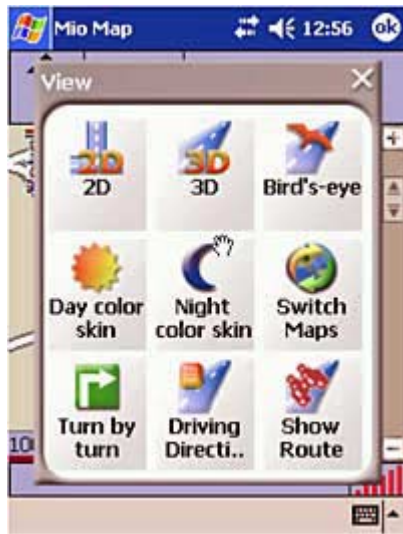 Mio Map
12:56
ok
View
2D
2D
3D
3D
Bird's-eye
Day color
skin
Night
color skin
Switch
Maps
Turn by
turn
Driving
Directi..
Show
Route